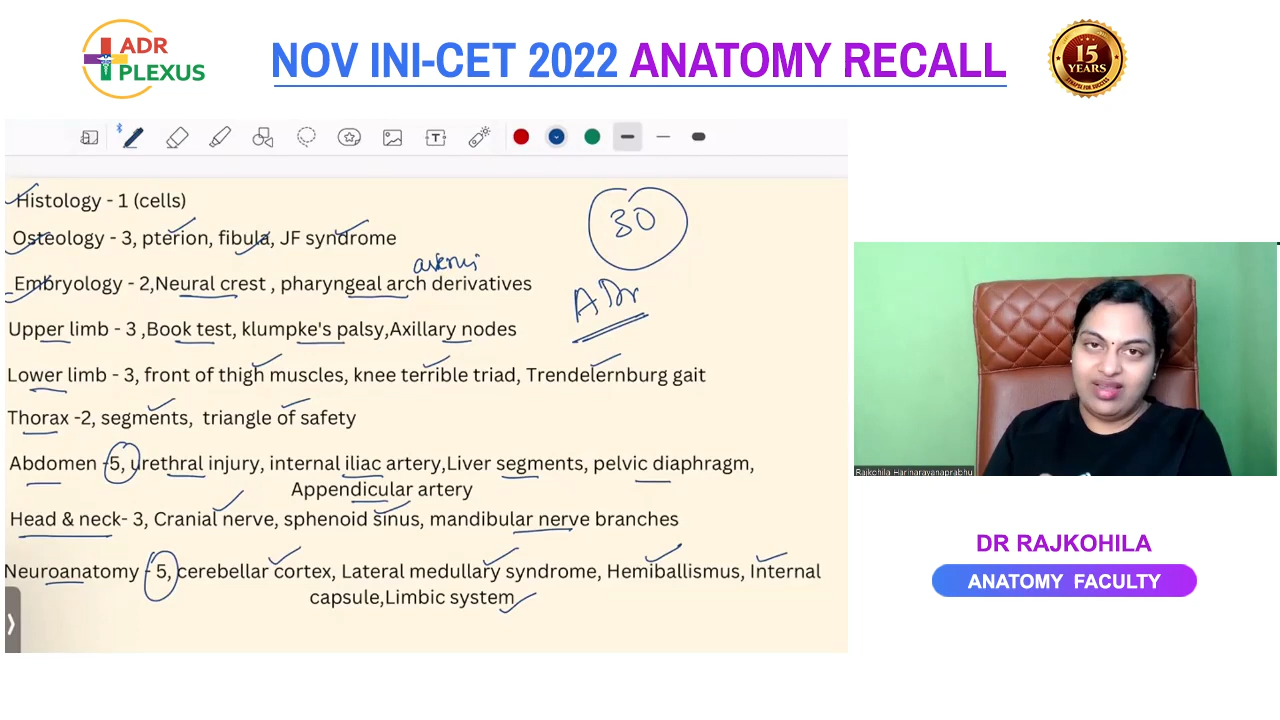 ADR
PLEXUS
NOV INI-CET 2022 ANATOMY RECALL
15
YEARS
T
Histology - 1 (cells)
Osteology - 3, pterion, fibula, JF syndrome
Embryology - 2,Neural crest , pharyngeal arch derivatives
Upper limb - 3 ,Book test, klumpke's palsy,Axillary nodes
Lower limb - 3, front of thigh muscles, knee terrible triad, Trendelernburg gait
Thorax -2, segments, triangle of safety
Abdomen -5, urethral injury, internal iliac artery,Liver segments, pelvic diaphragm,
Appendicular artery
Head & neck- 3, Cranial nerve, sphenoid sinus, mandibular nerve branches
Neuroanatomy - 5, cerebellar cortex, Lateral medullary syndrome, Hemiballismus, Internal
capsule,Limbic system
30
ADr
Rajkohila Harinarayanaprabhu
DR RAJKOHILA
ANATOMY FACULTY